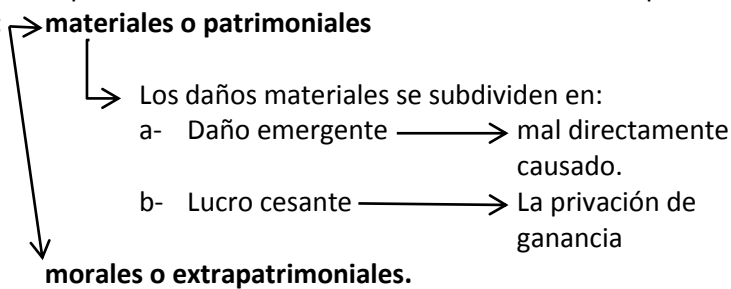 materiales o patrimoniales
Los daños materiales se subdividen en:
a- Daño emergente mal directamente
causado.
b- Lucro cesante La privación de
ganancia
morales o extrapatrimoniales.